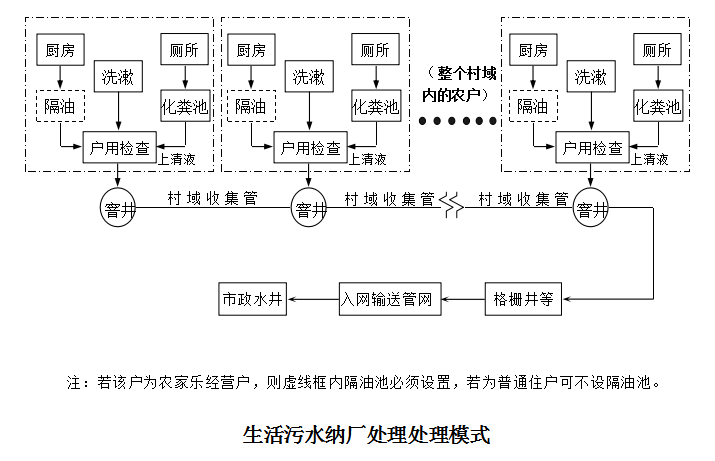 厨房
厕所
洗漱
隔油
化粪池
户用检查
上清液
厨房
厕所
洗漱
隔油
化粪池
户用检查
上清液
（整个村域
内的农户）
厨房
厕所
洗漱
隔油
化粪池
户用检查
上清液
窨井
村域收集管
窨井
村域收集管
村域收集管
窨井
市政水井
入网输送管网
格栅井等
注：若该户为农家乐经营户，则虚线框内隔油池必须设置，若为普通住户可不设隔油池。
生活污水纳厂处理处理模式